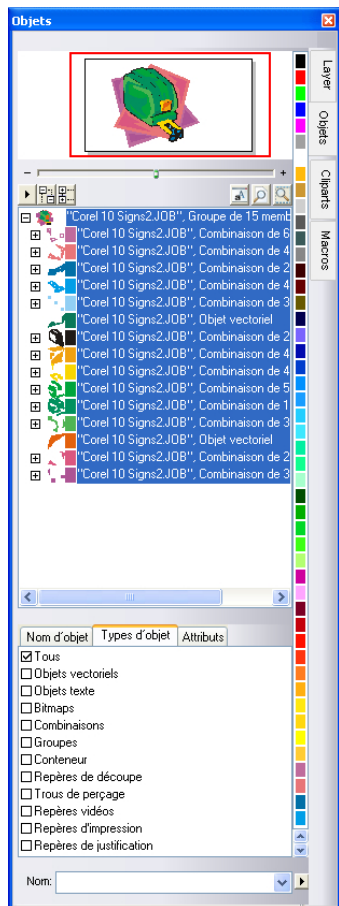 Objets
Layer
Objets
Cliparts
Macros
"Corel 10 Signs2.JOB", Groupe de 15 memb
"Corel 10 Signs2.JOB", Combinaison de 6
"Corel 10 Signs2.JOB", Combinaison de 4
"Corel 10 Signs2.JOB", Combinaison de 2
"Corel 10 Signs2.JOB", Combinaison de 4
"Corel 10 Signs2.JOB", Combinaison de 3
"Corel 10 Signs2.JOB", Objet vectoriel
"Corel 10 Signs2.JOB", Combinaison de 2
"Corel 10 Signs2.JOB", Combinaison de 4
"Corel 10 Signs2.JOB", Combinaison de 4
"Corel 10 Signs2.JOB", Combinaison de 5
"Corel 10 Signs2.JOB", Combinaison de 1
"Corel 10 Signs2.JOB", Combinaison de 3
"Corel 10 Signs2.JOB", Objet vectoriel
"Corel 10 Signs2.JOB", Combinaison de 2
"Corel 10 Signs2.JOB", Combinaison de 3
Nom d´objet
Types d´objet
Attributs
Tous
Objets vectoriels
Objets texte
Bitmaps
Combinaisons
Groupes
Conteneur
Repères de découpe
Trous de perçage
Repères vidéos
Repères d'impression
Repères de justification
Nom: